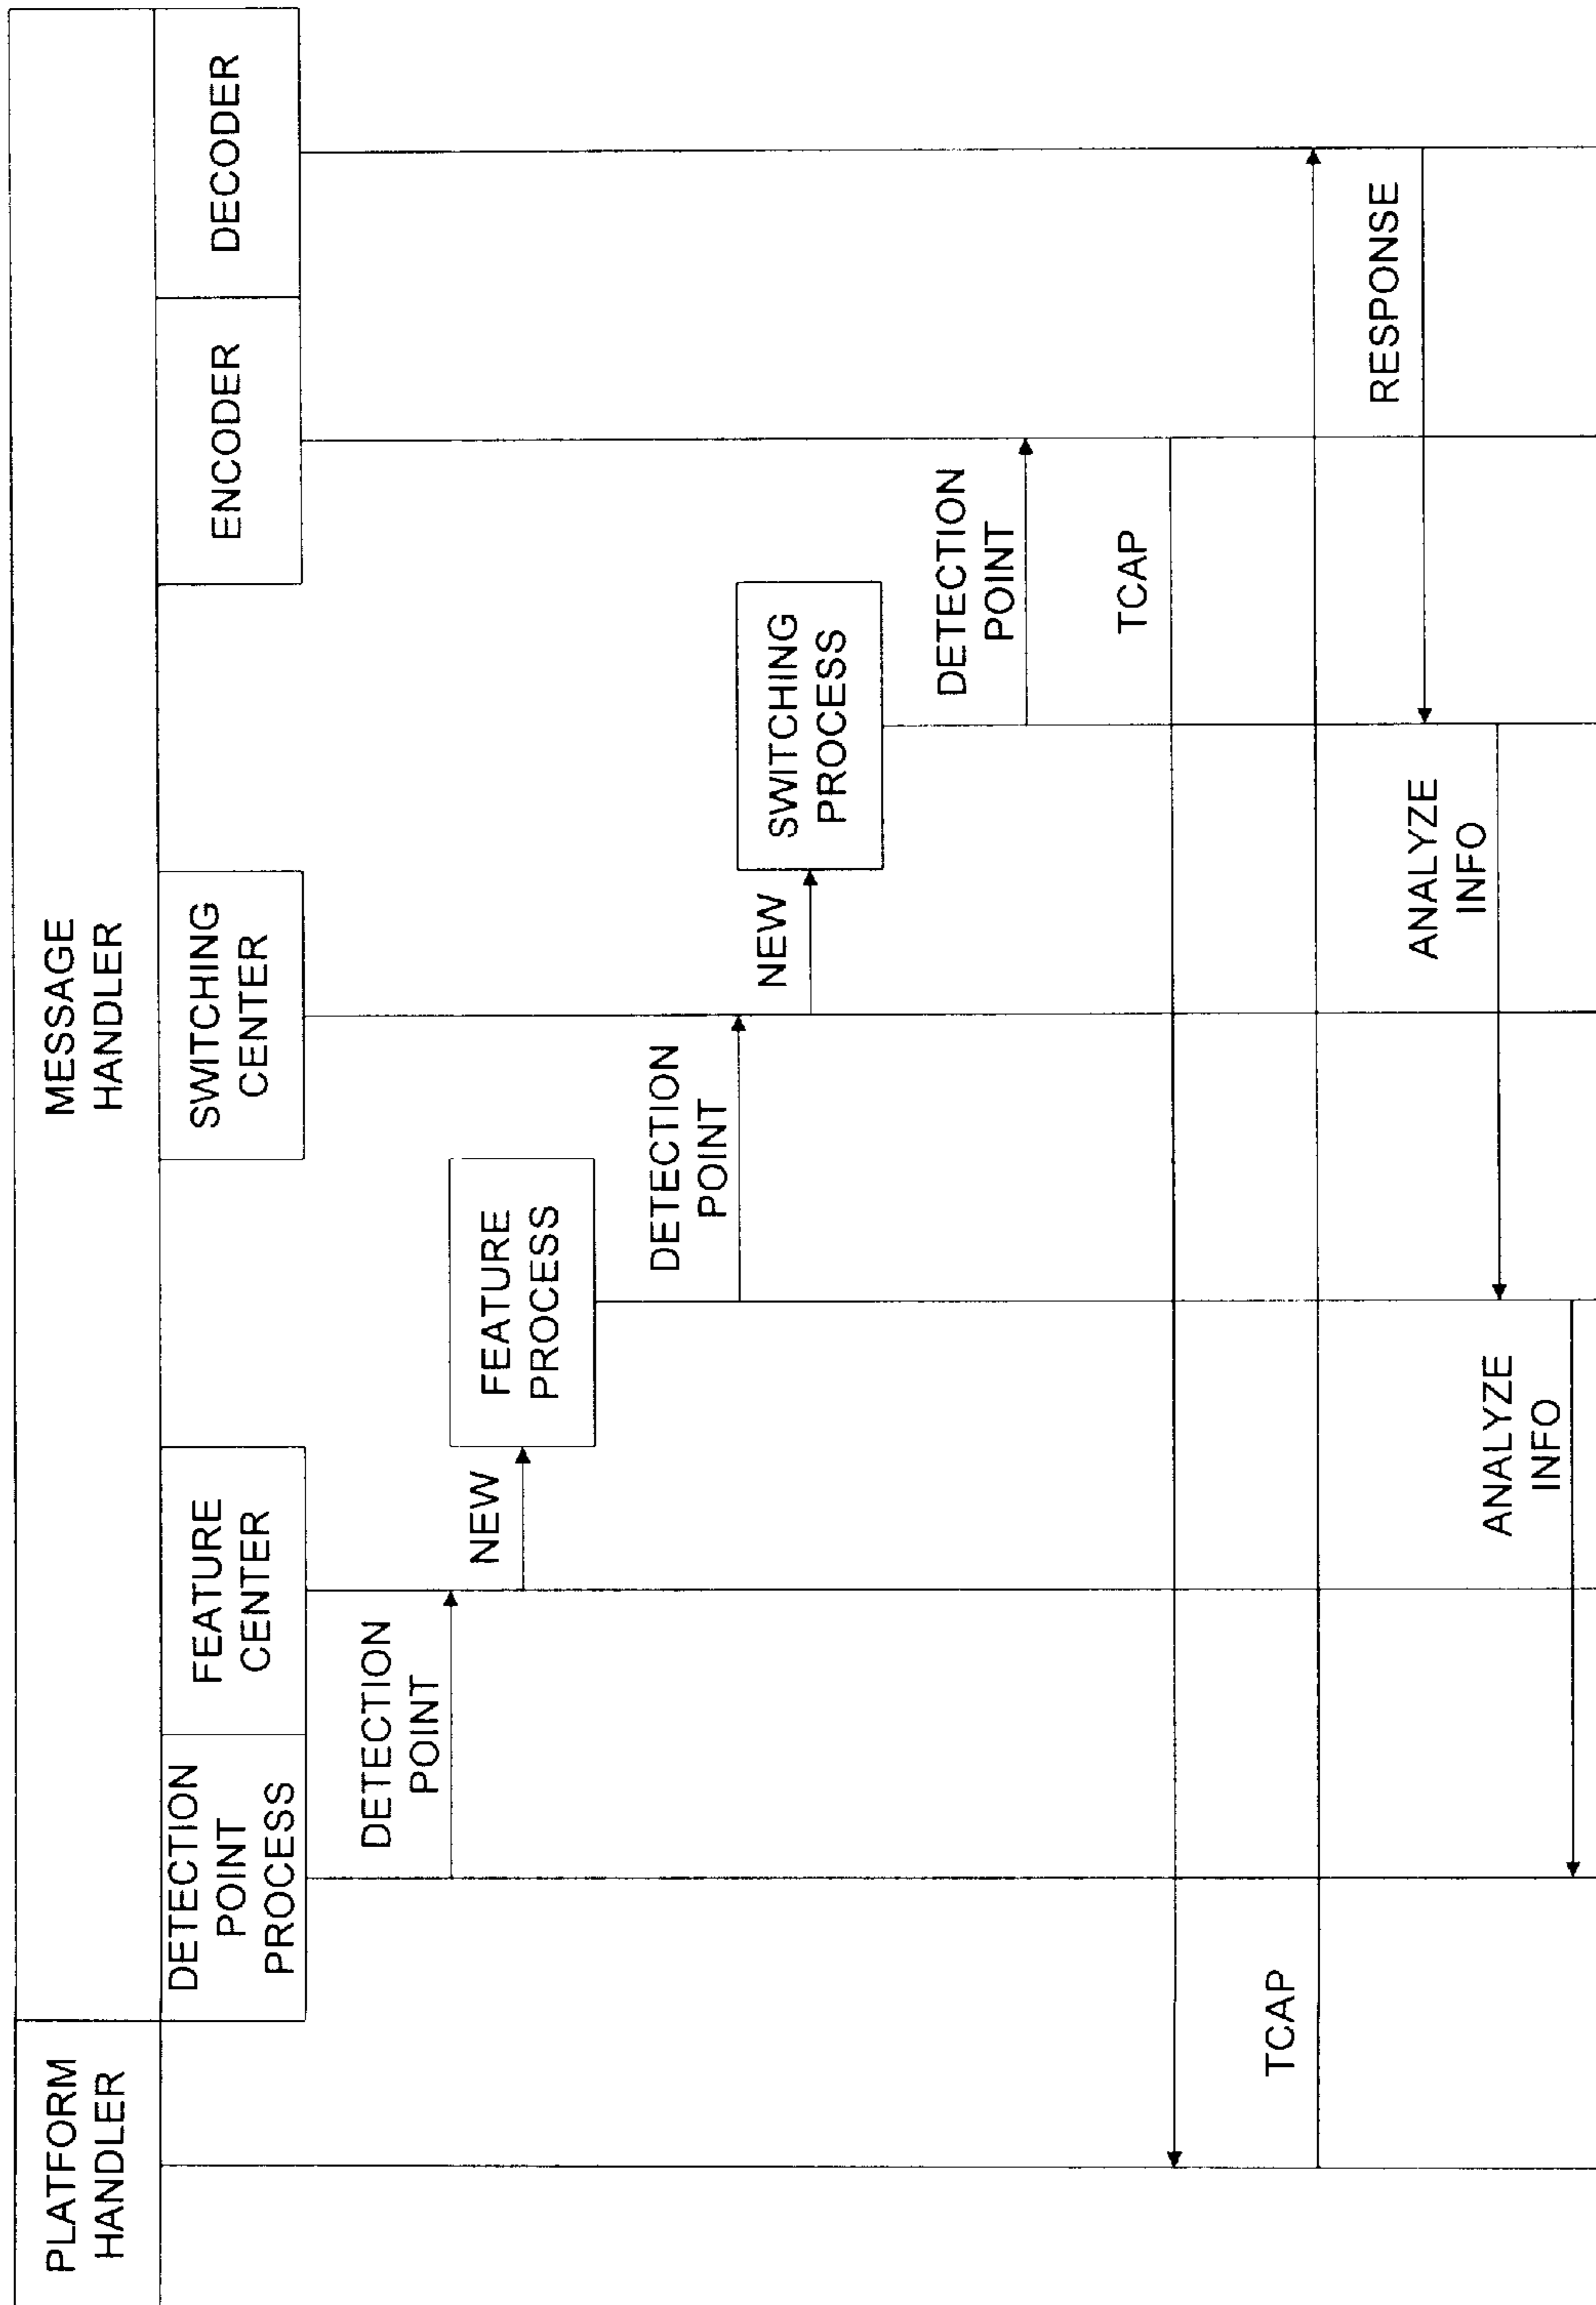 PLATFORM
HANDLER
MESSAGE
HANDLER
DETECTION
POINT
PROCESS
FEATURE
CENTER
SWITCHING
CENTER
ENCODER
DECODER
DETECTION
POINT
NEW
FEATURE
PROCESS
DETECTION
POINT
NEW
SWITCHING
PROCESS
DETECTION
POINT
TCAP
TCAP
RESPONSE
ANALYZE
INFO
ANALYZE
INFO